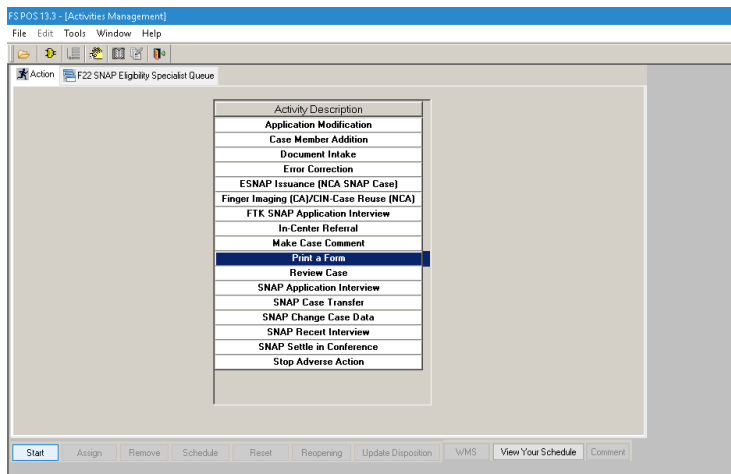 FS POS 13.3 - [Activities Management]
File Edit Tools Window Help
Action F22 SNAP Eligibility Specialist Queue
Activity Description
Application Modification
Case Member Addition
Document Intake
Error Correction
ESNAP Issuance (NCA SNAP Case)
Finger Imaging (CA)/CIN-Case Reuse (NCA)
FTK SNAP Application Interview
In-Center Referral
Make Case Comment
Print a Form
Review Case
SNAP Application Interview
SNAP Case Transfer
SNAP Change Case Data
SNAP Recert Interview
SNAP Settle in Conference
Stop Adverse Action
Start Assign Remove Schedule Reset Reopening Update Disposition WMS View Your Schedule Comment